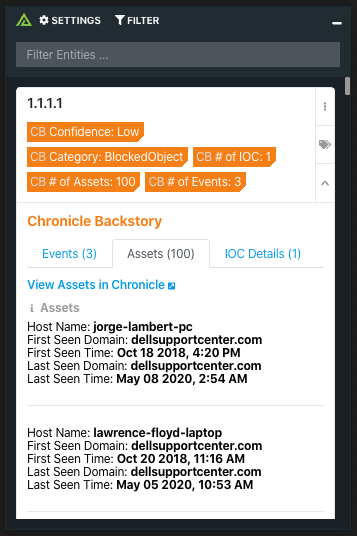 SETTINGS FILTER
Filter Entities ...
1.1.1.1
CB Confidence: Low
CB Category: BlockedObject CB # of IOC: 1
CB # of Assets: 100 CB # of Events: 3
Chronicle Backstory
Events (3) Assets (100) IOC Details (1)
View Assets in Chronicle
Assets
Host Name: jorge-lambert-pc
First Seen Domain: dellsupportcenter.com
First Seen Time: Oct 18 2018, 4:20 PM
Last Seen Domain: dellsupportcenter.com
Last Seen Time: May 08 2020, 2:54 AM
Host Name: lawrence-floyd-laptop
First Seen Domain: dellsupportcenter.com
First Seen Time: Oct 20 2018, 11:16 AM
Last Seen Domain: dellsupportcenter.com
Last Seen Time: May 05 2020, 10:53 AM